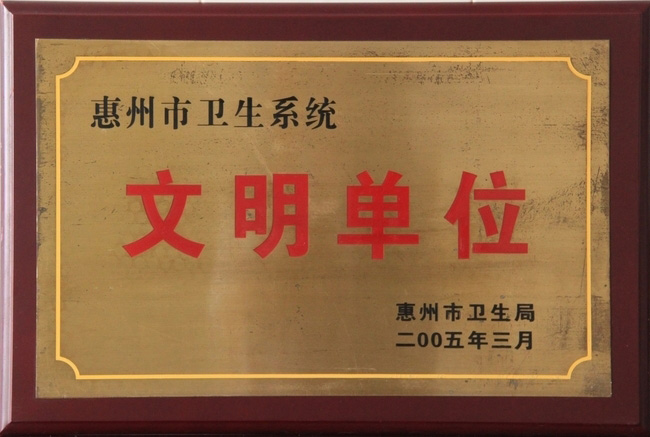 惠州市卫生系统
文明单位
惠州市卫生局
二00五年三月